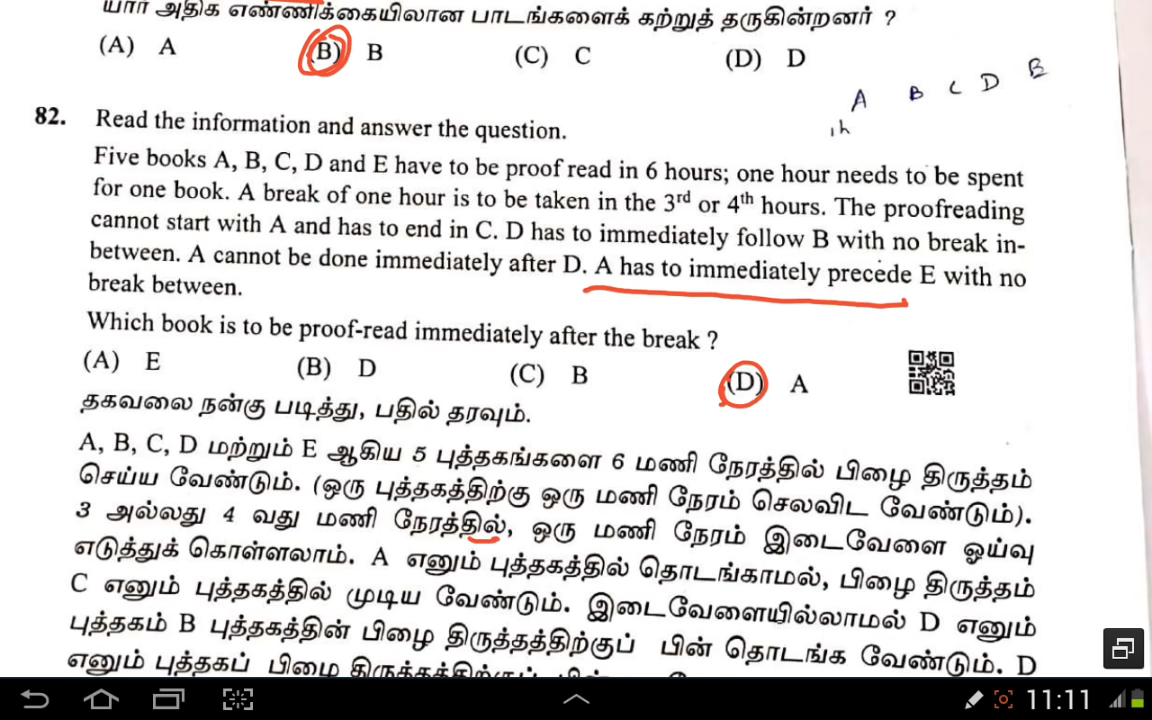 யார் அதிக எண்ணிக்கையிலான பாடங்களைக் கற்றுத் தருகின்றனர் ?
(A) A (B) B (C) C (D) D
A B C D B
1h
82. Read the information and answer the question.
Five books A, B, C, D and E have to be proof read in 6 hours; one hour needs to be spent
for one book. A break of one hour is to be taken in the 3rd or 4th hours. The proofreading
cannot start with A and has to end in C. D has to immediately follow B with no break in-
between. A cannot be done immediately after D. A has to immediately precede E with no
break between.
Which book is to be proof-read immediately after the break ?
(A) E (B) D (C) B (D) A
தகவலை நன்கு படித்து, பதில் தரவும்.
A, B, C, D மற்றும் E ஆகிய 5 புத்தகங்களை 6 மணி நேரத்தில் பிழை திருத்தம்
செய்ய வேண்டும். (ஒரு புத்தகத்திற்கு ஒரு மணி நேரம் செலவிட வேண்டும்).
3 அல்லது 4 வது மணி நேரத்தில், ஒரு மணி நேரம் இடைவேளை ஓய்வு
எடுத்துக் கொள்ளலாம். A எனும் புத்தகத்தில் தொடங்காமல், பிழை திருத்தம்
C எனும் புத்தகத்தில் முடிய வேண்டும். இடைவேளையில்லாமல் D எனும்
புத்தகம் B புத்தகத்தின் பிழை திருத்தத்திற்குப் பின் தொடங்க வேண்டும். D
எனும் புத்தகப் பிழை
11:11